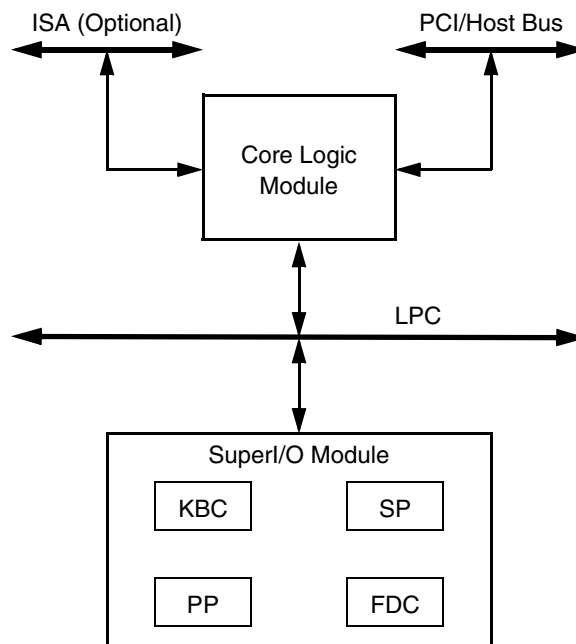 ISA (Optional)
PCI/Host Bus
Core Logic
Module
LPC
SuperI/O Module
KBC
SP
PP
FDC